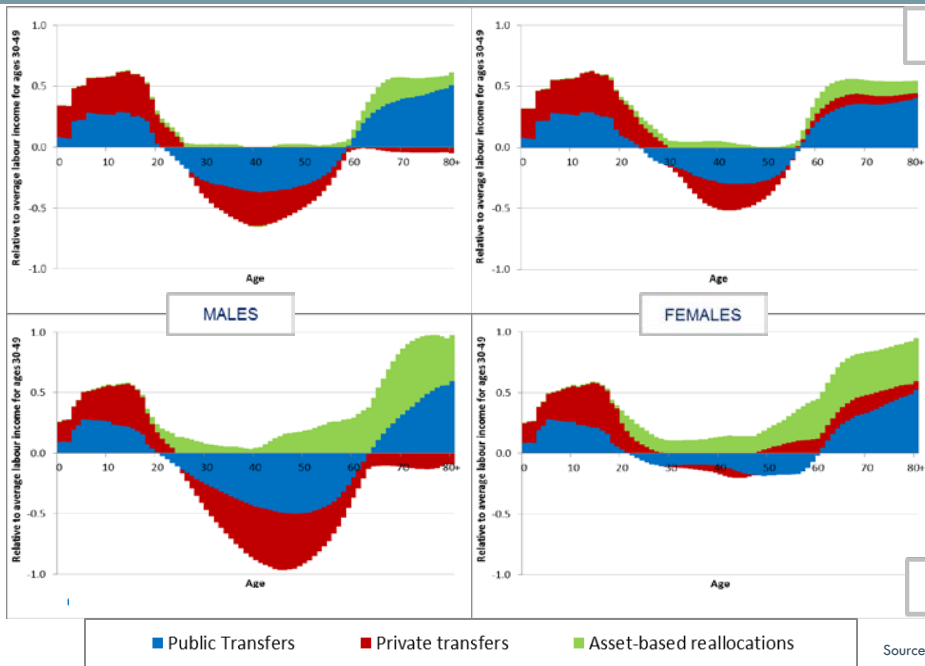 Relative to average labour income for ages 30-49
1.0
0.5
0.0
-0.5
-1.0
0 10 20 30 40 50 60 70 80+
Age
Relative to average labour income for ages 30-49
1.0
0.5
0.0
-0.5
-1.0
0 10 20 30 40 50 60 70 80+
Age
MALES
FEMALES
Relative to average labour income for ages 30-49
1.0
0.5
0.0
-0.5
-1.0
0 10 20 30 40 50 60 70 80+
Age
Relative to average labour income for ages 30-49
1.0
0.5
0.0
-0.5
-1.0
0 10 20 30 40 50 60 70 80+
Age
Public Transfers Private transfers Asset-based reallocations
Source